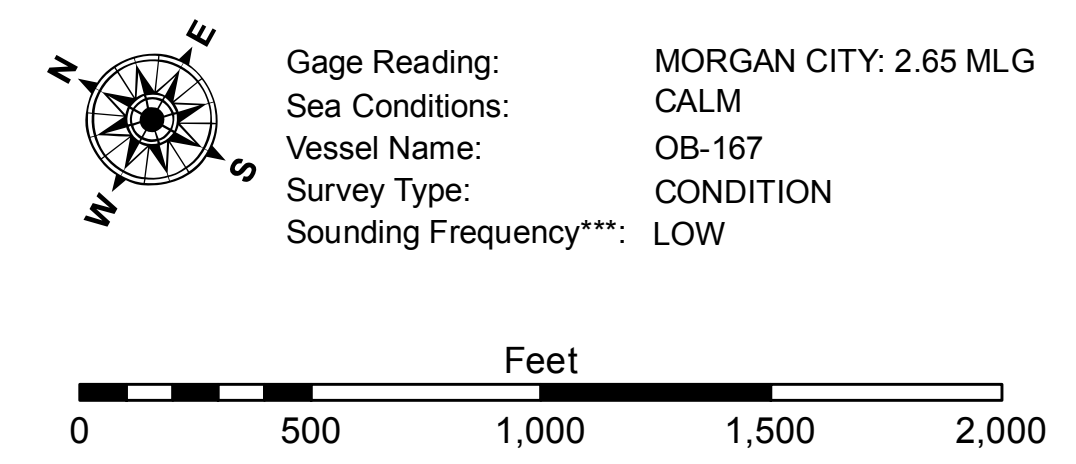 E
N
S
W
Gage Reading: MORGAN CITY: 2.65 MLG
Sea Conditions: CALM
Vessel Name: OB-167
Survey Type: CONDITION
Sounding Frequency***: LOW
Feet
0 500 1,000 1,500 2,000